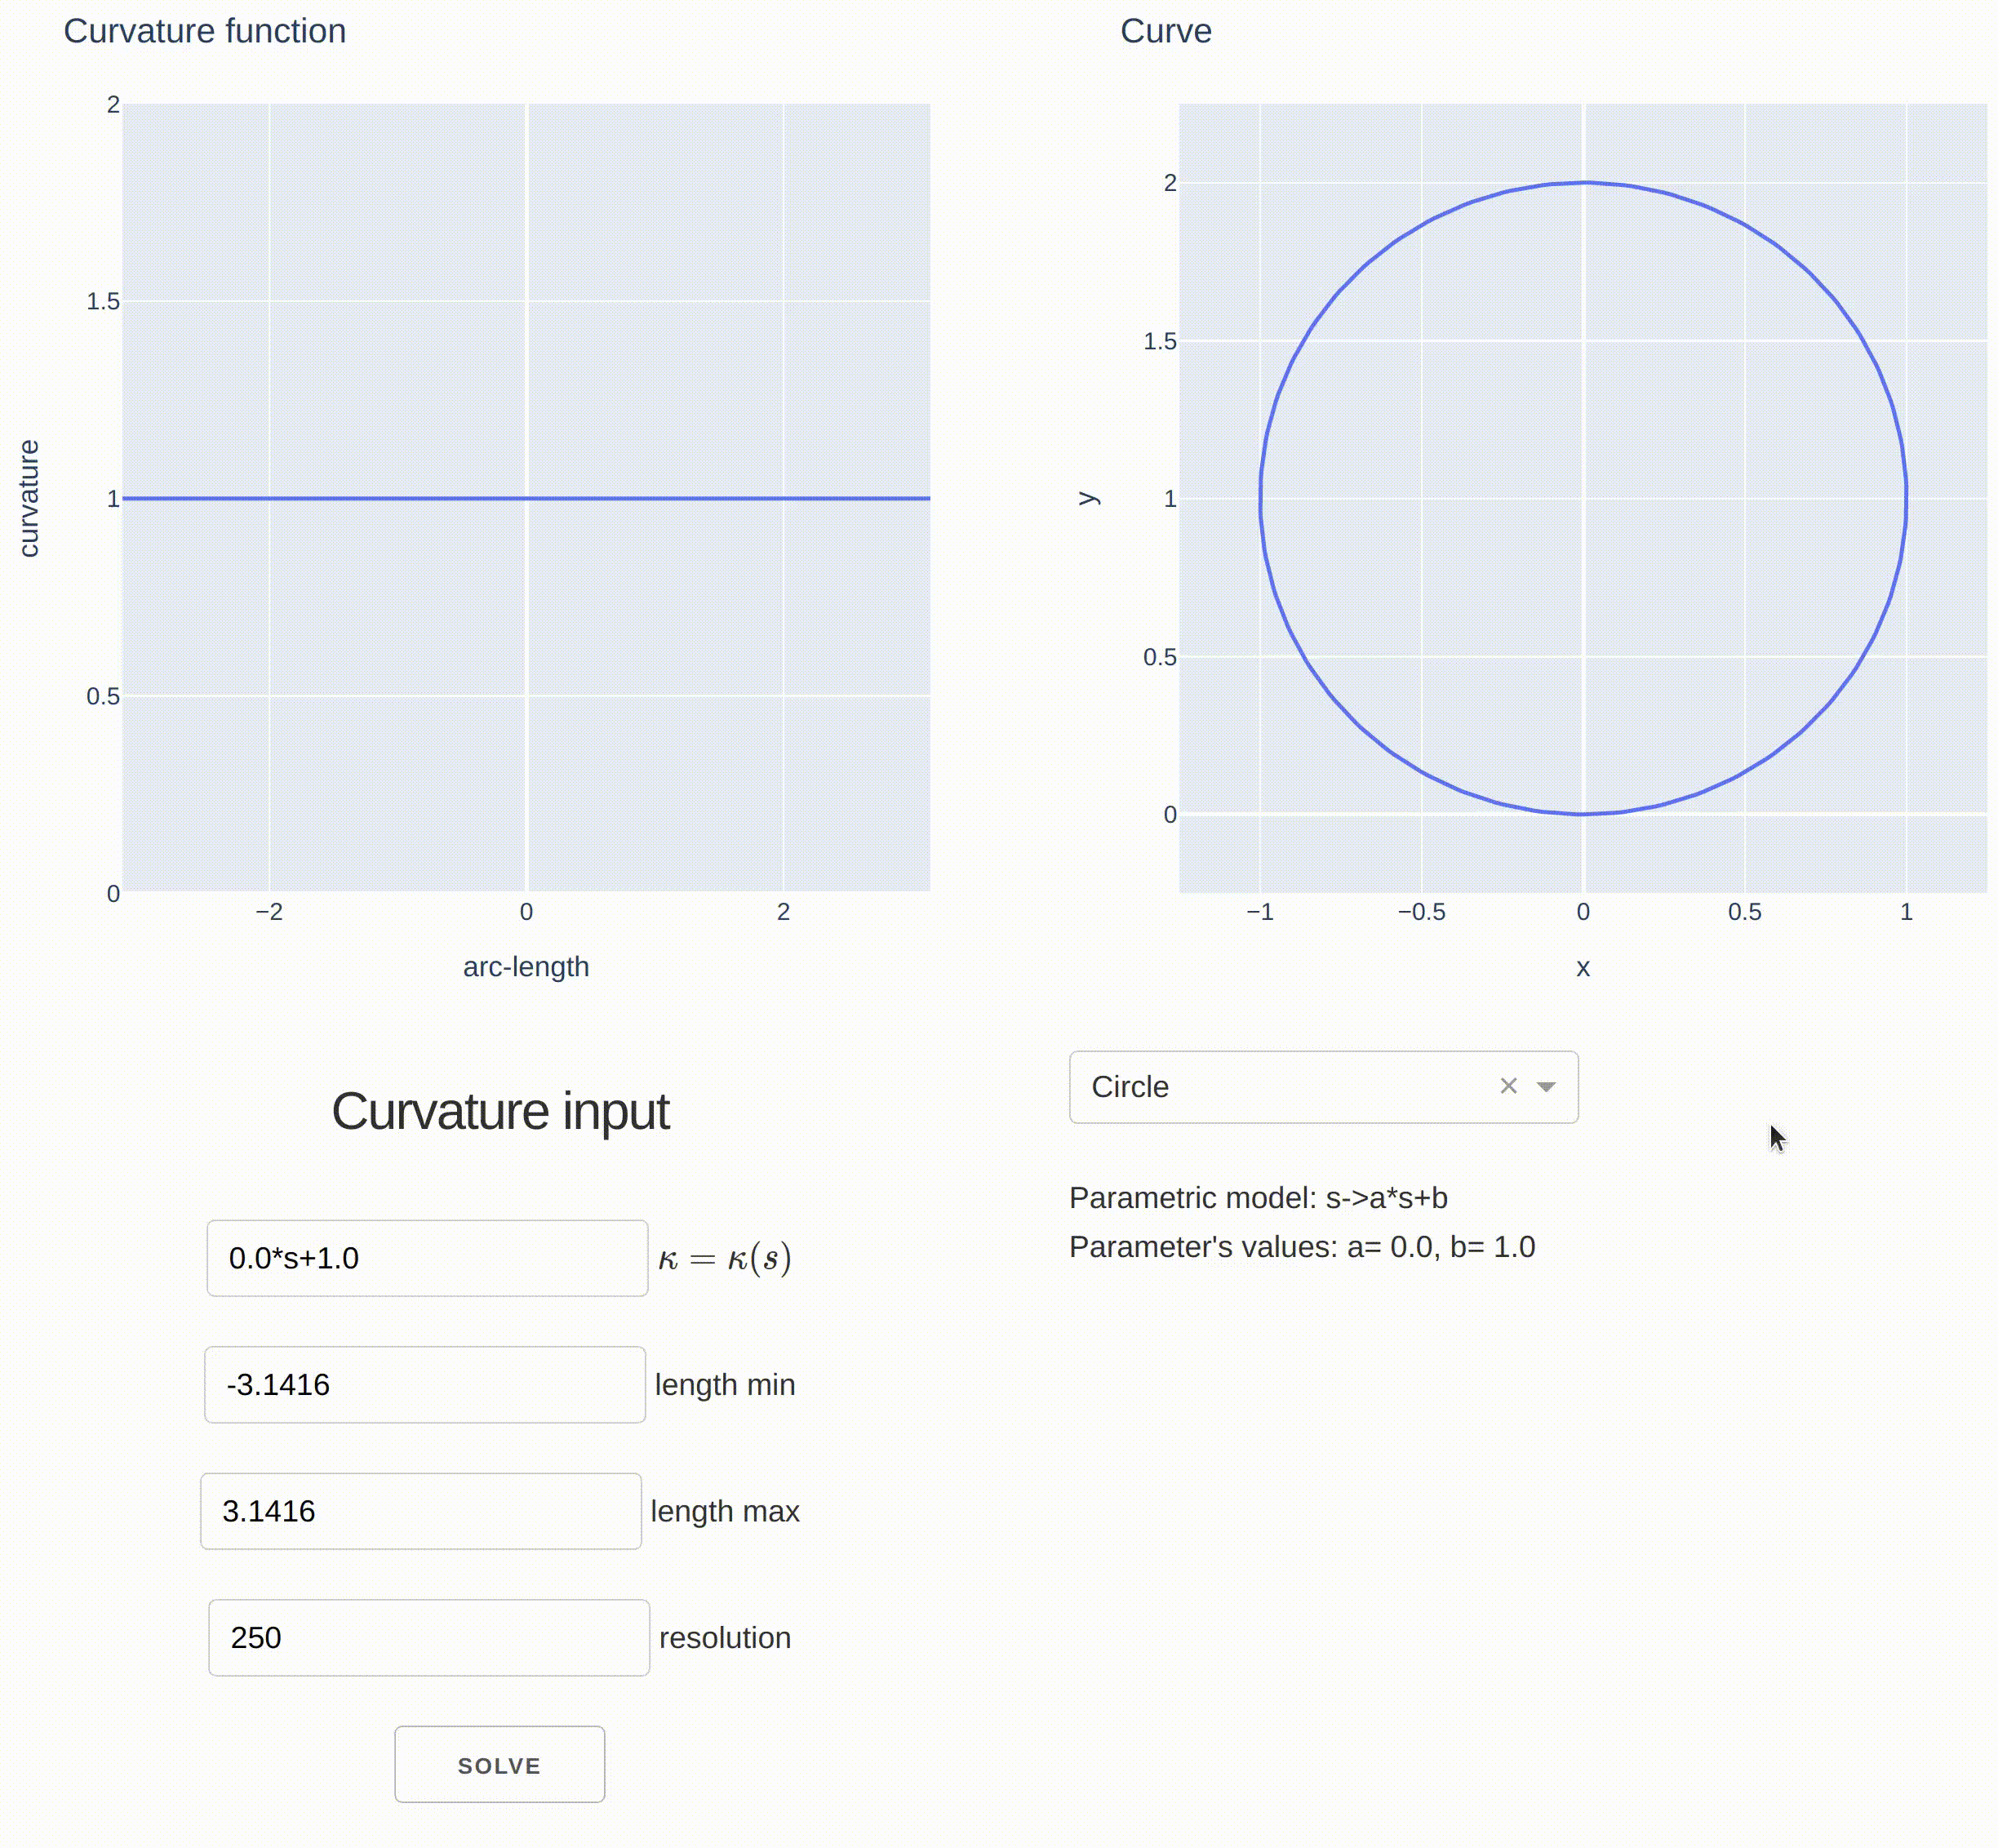 Curvature function
2
1.5
1
0.5
0
curvature
−2
0
2
arc-length
Curve
2
1.5
1
0.5
0
y
−1
−0.5
0
0.5
1
x
Curvature input
0.0*s+1.0 κ = κ(s)
-3.1416 length min
3.1416 length max
250 resolution
SOLVE
Circle
Parametric model: s->a*s+b
Parameter's values: a= 0.0, b= 1.0